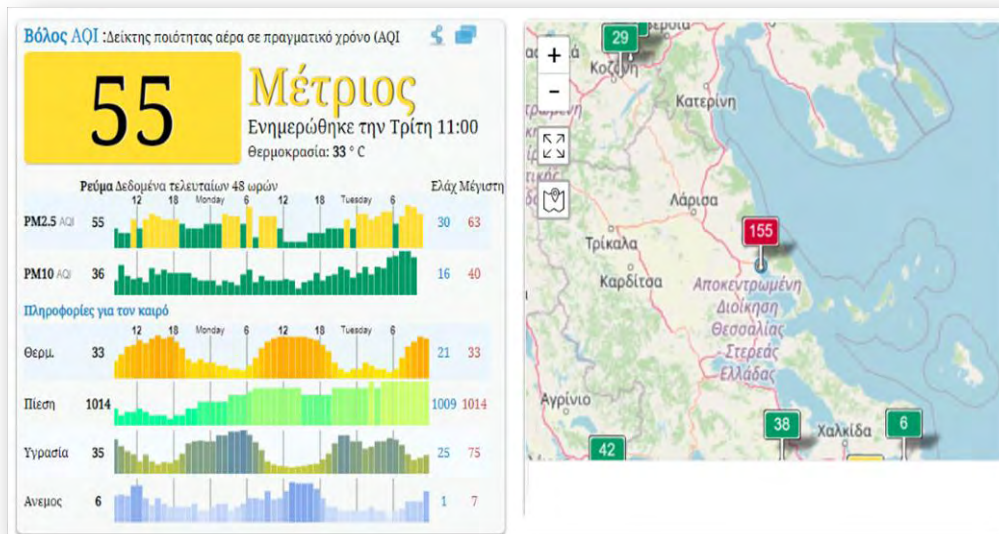 Βόλος AQI :Δείκτης ποιότητας αέρα σε πραγματικό χρόνο (AQI
55
Μέτριος
Ενημερώθηκε την Τρίτη 11:00
Θερμοκρασία: 33 °C
Ρεύμα Δεδομένα τελευταίων 48 ωρών Ελάχ Μέγιστη
12 18 Monday 6 12 18 Tuesday 6
PM2.5 AQI 55 30 63
PM10 AQI 36 16 40
Πληροφορίες για τον καιρό
12 18 Monday 6 12 18 Tuesday 6
Θερμ. 33 21 33
Πίεση 1014 1009 1014
Υγρασία 35 25 75
Ανεμος 6 1 7
+
-
29
Κοζάνη
Κατερίνη
Λάρισα
155
Τρίκαλα
Καρδίτσα
Αποκεντρωμένη
Διοίκηση
Θεσσαλίας
- Στερεάς
Ελλάδας
Αγρίνιο
42
38
Χαλκίδα
6